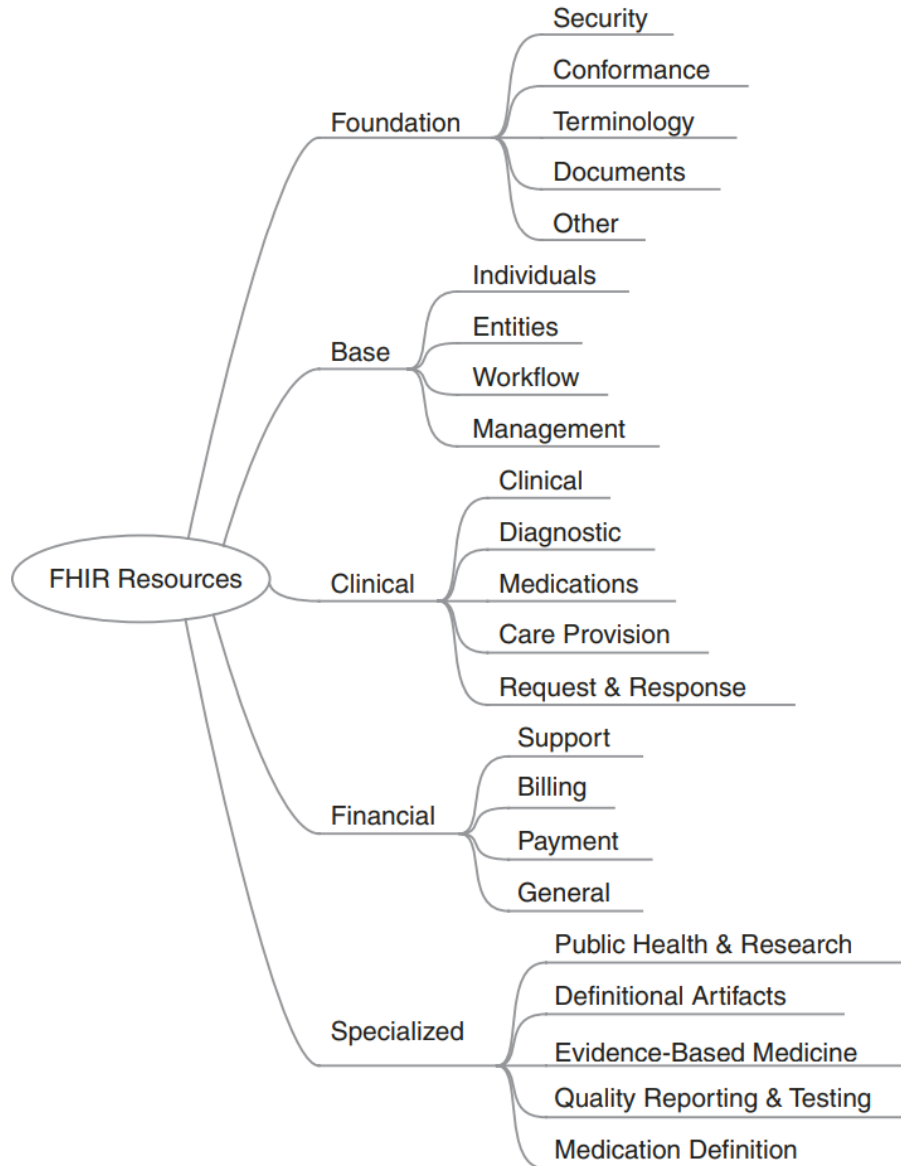 Security
Conformance
Foundation
Terminology
Documents
Other
Individuals
Entities
Base
Workflow
Management
Clinical
Diagnostic
FHIR Resources
Clinical
Medications
Care Provision
Request & Response
Support
Billing
Financial
Payment
General
Public Health & Research
Definitional Artifacts
Specialized
Evidence-Based Medicine
Quality Reporting & Testing
Medication Definition